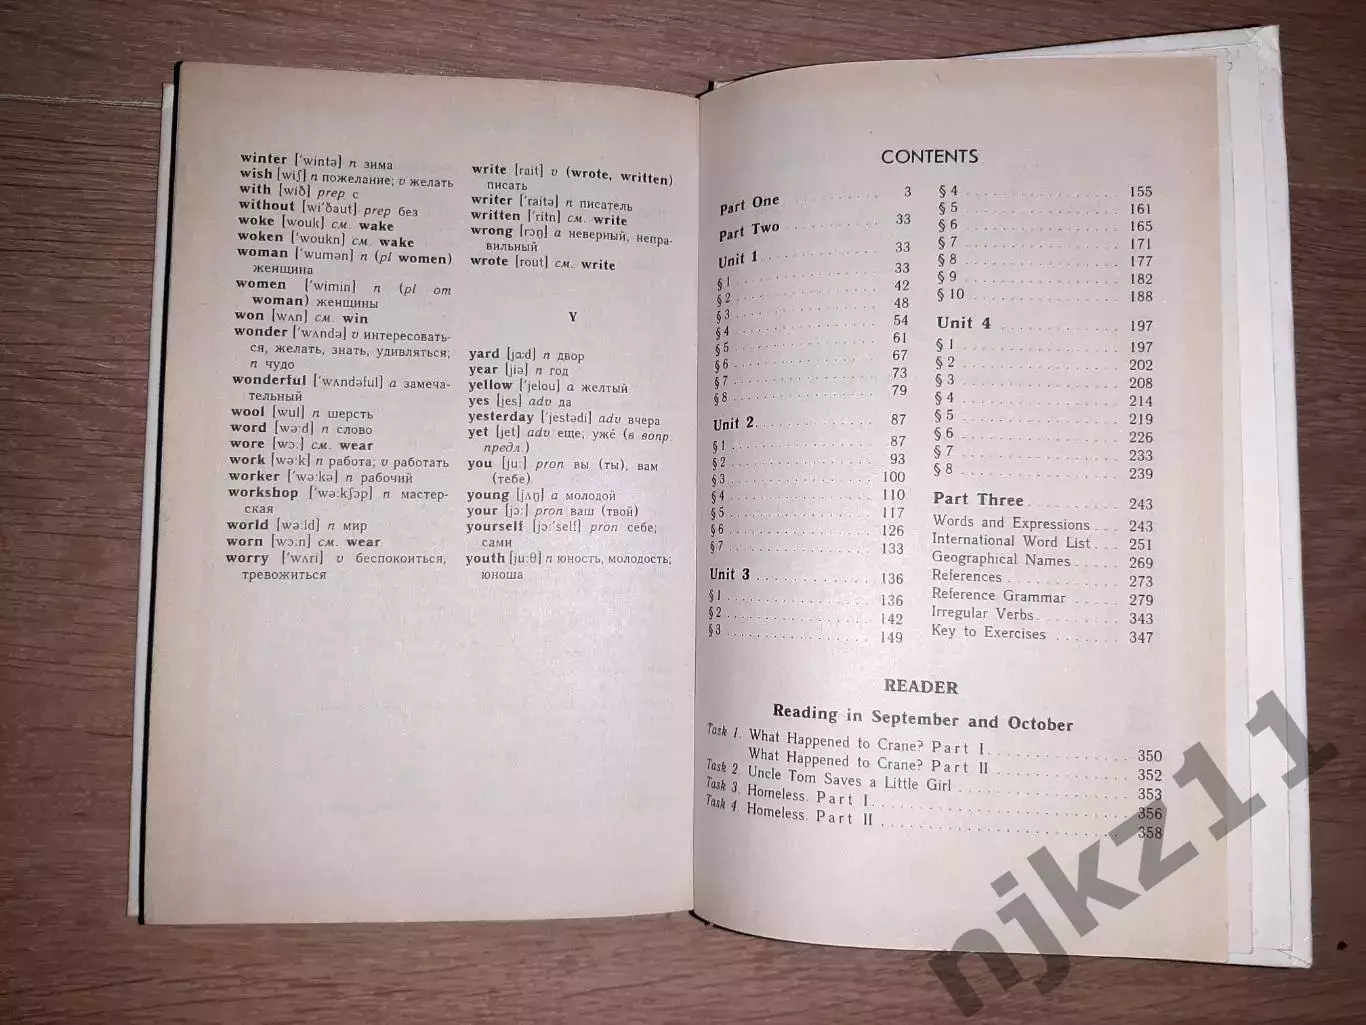 winter ['wintə] n зима
wish [wiʃ] n пожелание; v желать
with [wið] prep с
without [wi'ðaut] prep без
woke [wouk] см. wake
woken ['woukn] см. wake
woman ['wumən] n (pl women)
женщина
women ['wimin] n (pl от
woman) женщины
won [wʌn] см. win
wonder ['wʌndə] v интересовать-
ся, желать, знать, удивляться;
n чудо
wonderful ['wʌndəful] a замеча-
тельный
wool [wul] n шерсть
word [wə:d] n слово
wore [wɔ:] см. wear
work [wə:k] n работа; v работать
worker ['wə:kə] n рабочий
workshop ['wə:kʃɔp] n мастер-
ская
world [wə:ld] n мир
worn [wɔ:n] см. wear
worry ['wʌri] v беспокоиться,
тревожиться
write [rait] v (wrote, written)
писать
writer ['raitə] n писатель
written ['ritn] см. write
wrong [rɔŋ] a неверный, непра-
вильный
wrote [rout] см. write
Y
yard [ja:d] n двор
year [jiə] n год
yellow ['jelou] a желтый
yes [jes] adv да
yesterday ['jestədi] adv вчера
yet [jet] adv еще; уже́ (в вопр.
предл.)
you [ju:] pron вы (ты), вам
(тебе)
young [jʌŋ] a молодой
your [jɔ:] pron ваш (твой)
yourself [jɔ:'self] pron себе;
сами
youth [ju:θ] n юность, молодость;
юноша
CONTENTS
Part One 3
Part Two 33
Unit 1 33
§ 1 33
§ 2 42
§ 3 48
§ 4 54
§ 5 61
§ 6 67
§ 7 73
§ 8 79
Unit 2 87
§ 1 87
§ 2 93
§ 3 100
§ 4 110
§ 5 117
§ 6 126
§ 7 133
Unit 3 136
§ 1 136
§ 2 142
§ 3 149
§ 4 155
§ 5 161
§ 6 165
§ 7 171
§ 8 177
§ 9 182
§ 10 188
Unit 4 197
§ 1 197
§ 2 202
§ 3 208
§ 4 214
§ 5 219
§ 6 226
§ 7 233
§ 8 239
Part Three 243
Words and Expressions 243
International Word List 251
Geographical Names 269
References 273
Reference Grammar 279
Irregular Verbs 343
Key to Exercises 347
READER
Reading in September and October
Task 1. What Happened to Crane? Part I 350
What Happened to Crane? Part II 352
Task 2. Uncle Tom Saves a Little Girl 353
Task 3. Homeless. Part I 356
Task 4. Homeless. Part II 358
njkz11